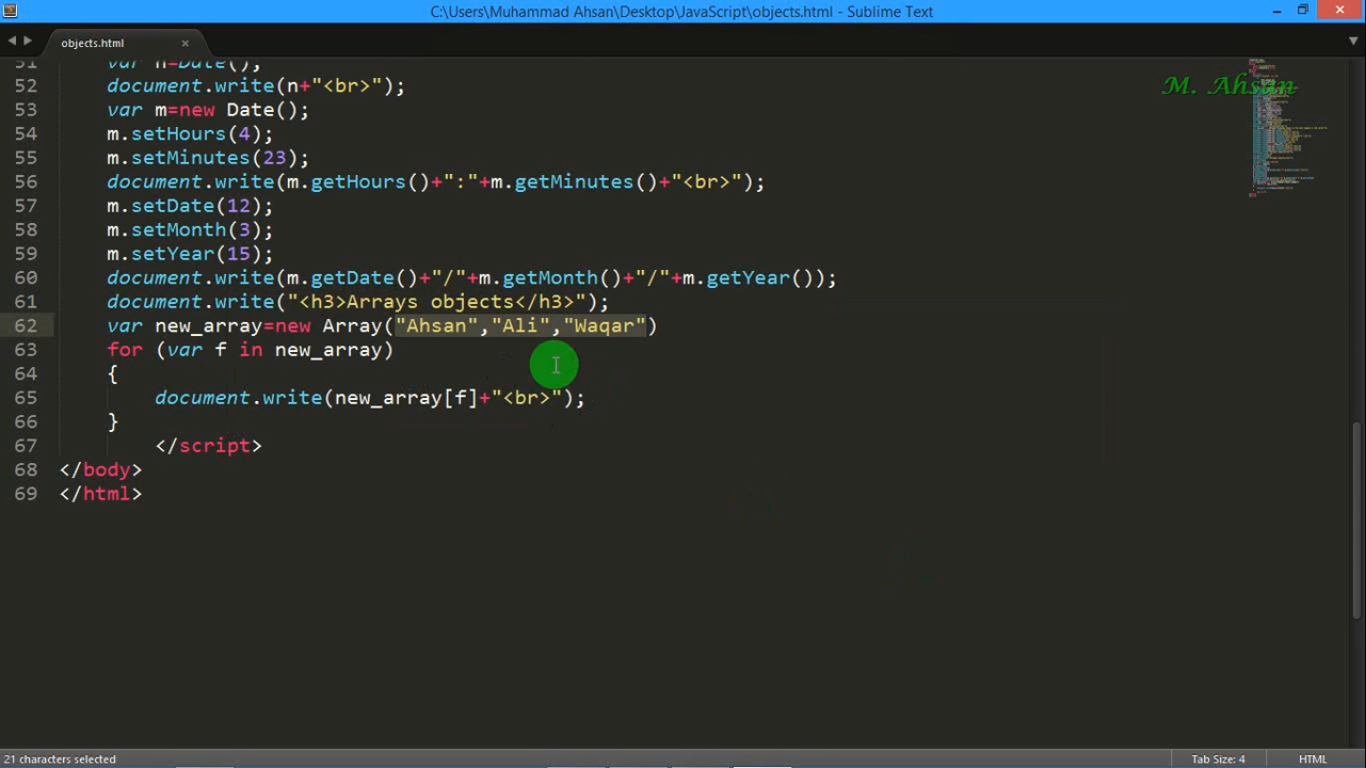 C:\Users\Muhammad Ahsan\Desktop\JavaScript\objects.html - Sublime Text
objects.html ×
51 var n=Date();
52 document.write(n+"<br>");
53 var m=new Date();
54 m.setHours(4);
55 m.setMinutes(23);
56 document.write(m.getHours()+":"+m.getMinutes()+"<br>");
57 m.setDate(12);
58 m.setMonth(3);
59 m.setYear(15);
60 document.write(m.getDate()+"/"+m.getMonth()+"/"+m.getYear());
61 document.write("<h3>Arrays objects</h3>");
62 var new_array=new Array("Ahsan","Ali","Waqar")
63 for (var f in new_array)
64 {
65 document.write(new_array[f]+"<br>");
66 }
67 </script>
68 </body>
69 </html>
M. Ahsan
21 characters selected
Tab Size: 4
HTML